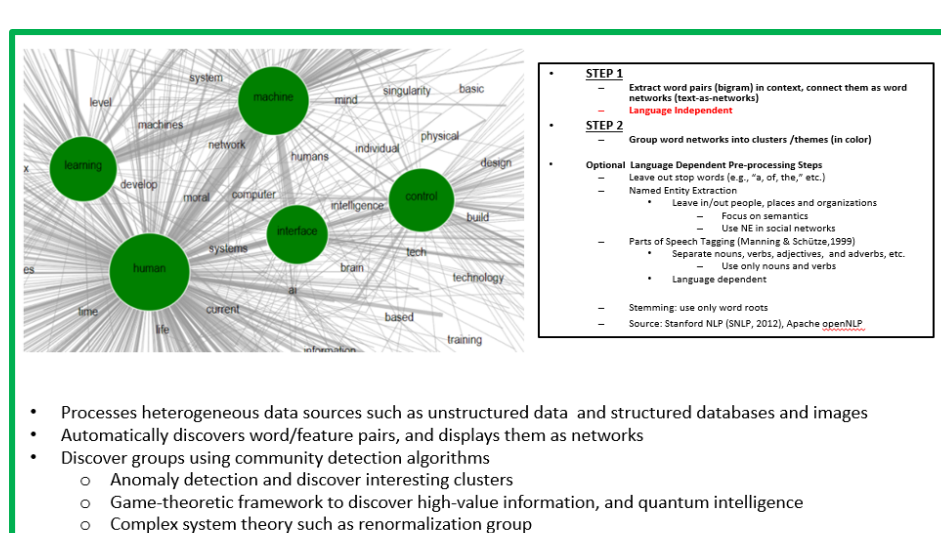 system
machine
mind
singularity
basic
level
machines
network
humans
individual
physical
design
x
learning
develop
moral
computer
intelligence
control
build
interface
systems
tech
human
brain
technology
es
ai
time
current
based
life
training
information
• STEP 1
– Extract word pairs (bigram) in context, connect them as word
networks (text-as-networks)
– Language Independent
• STEP 2
– Group word networks into clusters /themes (in color)
• Optional Language Dependent Pre-processing Steps
– Leave out stop words (e.g., “a, of, the,” etc.)
– Named Entity Extraction
• Leave in/out people, places and organizations
– Focus on semantics
– Use NE in social networks
– Parts of Speech Tagging (Manning & Schütze,1999)
• Separate nouns, verbs, adjectives, and adverbs, etc.
– Use only nouns and verbs
• Language dependent
– Stemming: use only word roots
– Source: Stanford NLP (SNLP, 2012), Apache openNLP
• Processes heterogeneous data sources such as unstructured data and structured databases and images
• Automatically discovers word/feature pairs, and displays them as networks
• Discover groups using community detection algorithms
o Anomaly detection and discover interesting clusters
o Game-theoretic framework to discover high-value information, and quantum intelligence
o Complex system theory such as renormalization group